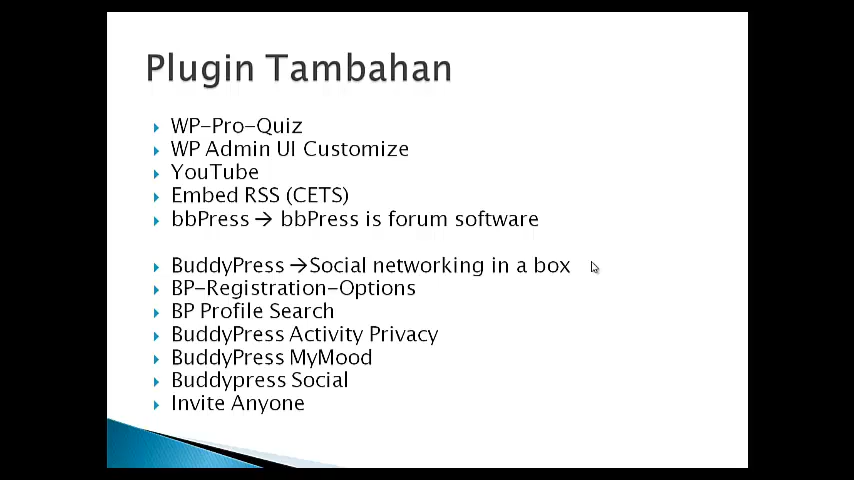 Plugin Tambahan
WP-Pro-Quiz
WP Admin UI Customize
YouTube
Embed RSS (CETS)
bbPress → bbPress is forum software
BuddyPress →Social networking in a box
BP-Registration-Options
BP Profile Search
BuddyPress Activity Privacy
BuddyPress MyMood
Buddypress Social
Invite Anyone